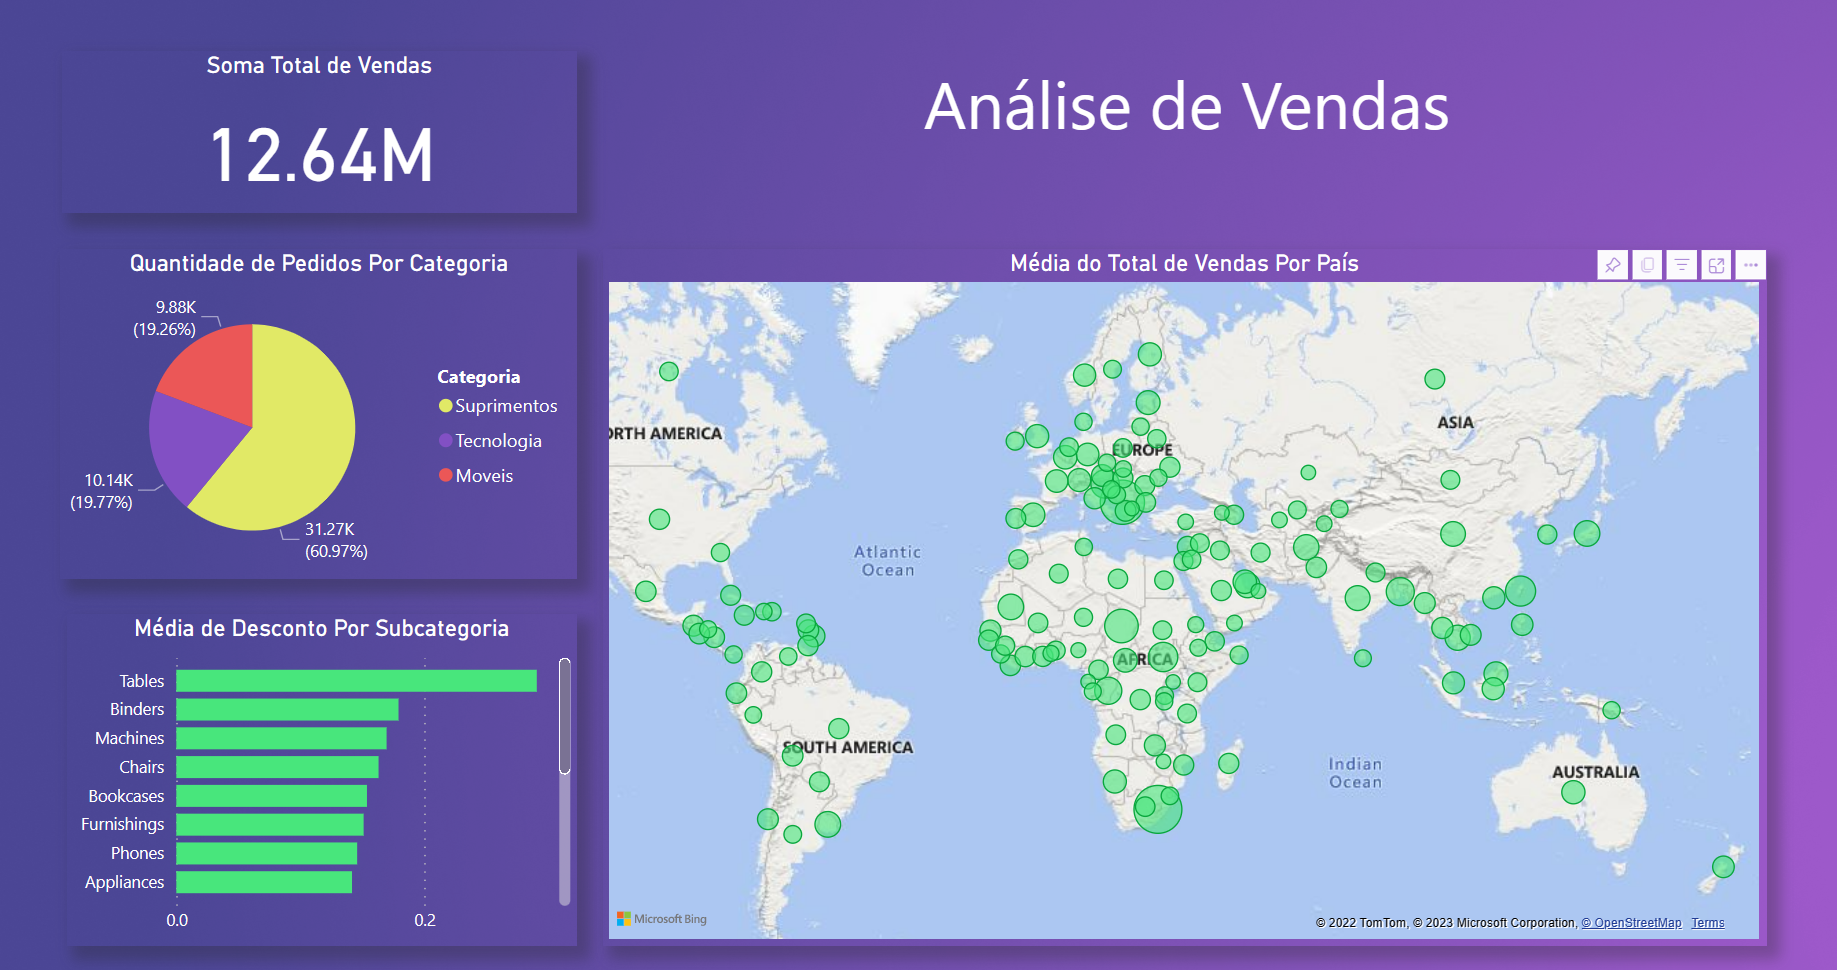 Soma Total de Vendas
12.64M
Análise de Vendas
Quantidade de Pedidos Por Categoria
9.88K
(19.26%)
10.14K
(19.77%)
31.27K
(60.97%)
Categoria
Suprimentos
Tecnologia
Moveis
Média de Desconto Por Subcategoria
Tables
Binders
Machines
Chairs
Bookcases
Furnishings
Phones
Appliances
0.0
0.2
Média do Total de Vendas Por País
ORTH AMERICA
EUROPE
ASIA
Atlantic
Ocean
AFRICA
SOUTH AMERICA
Indian
Ocean
AUSTRALIA
Microsoft Bing
© 2022 TomTom, © 2023 Microsoft Corporation, © OpenStreetMap Terms